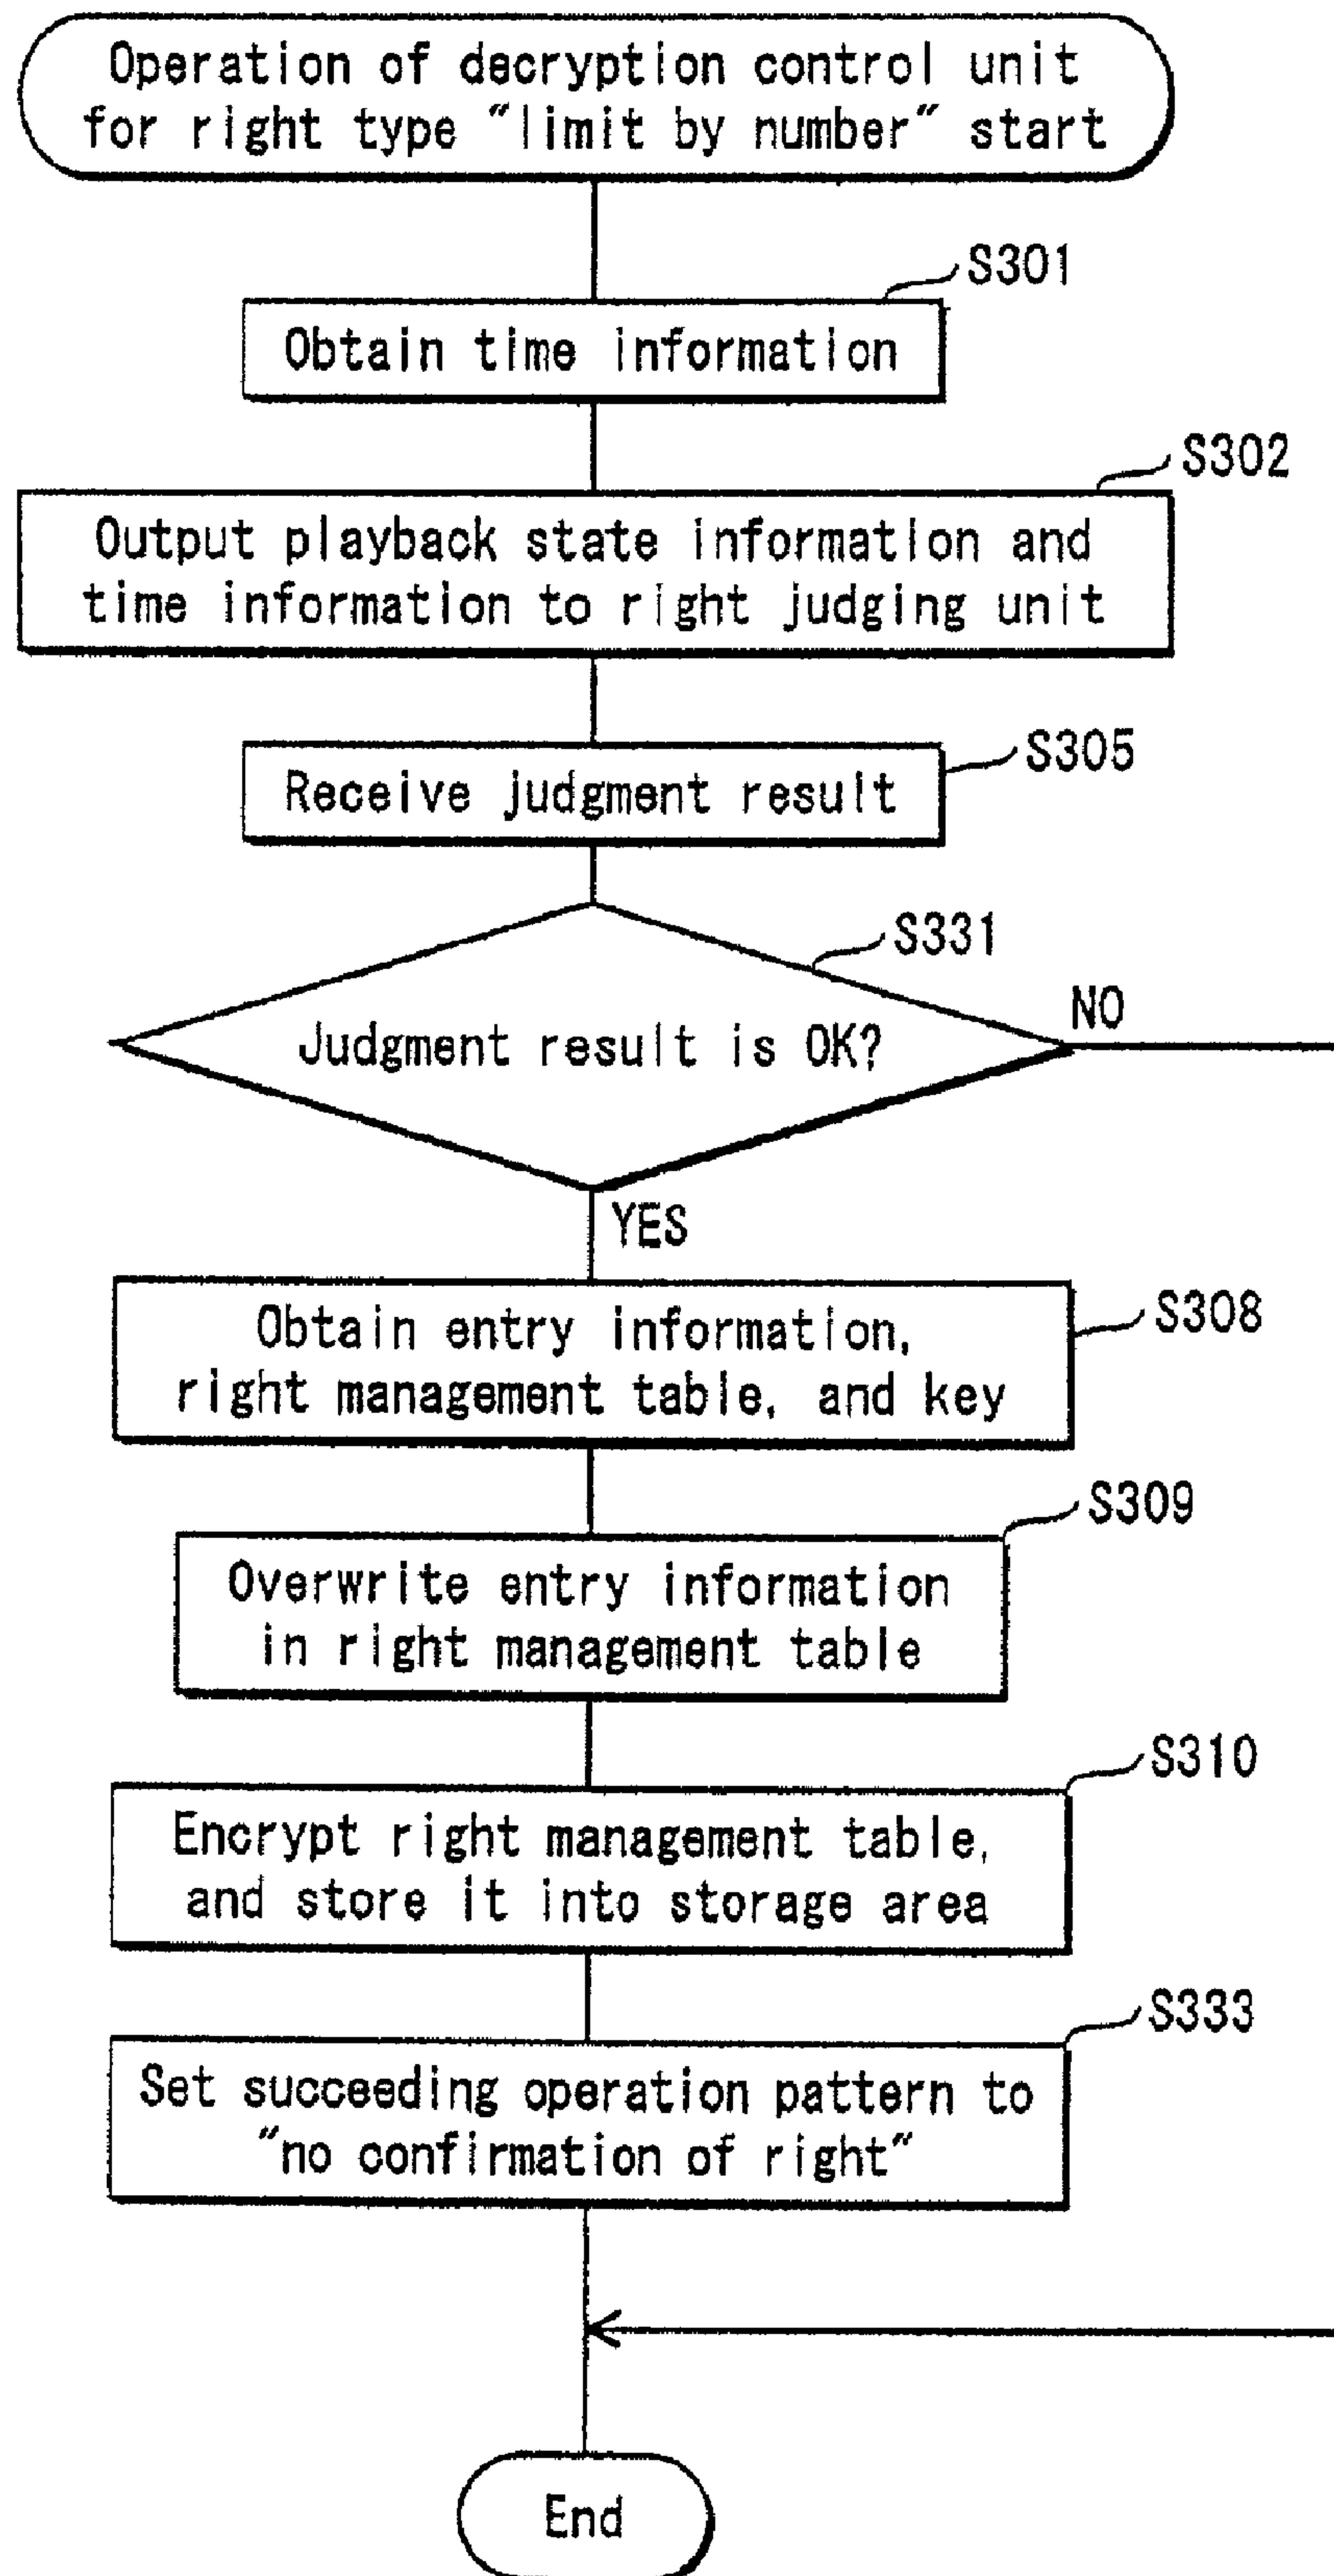 Operation of decryption control unit
for right type "limit by number" start
S301
Obtain time information
S302
Output playback state information and
time information to right judging unit
S305
Receive judgment result
S331
Judgment result is OK?
NO
YES
S308
Obtain entry information,
right management table, and key
S309
Overwrite entry information
in right management table
S310
Encrypt right management table,
and store it into storage area
S333
Set succeeding operation pattern to
"no confirmation of right"
End